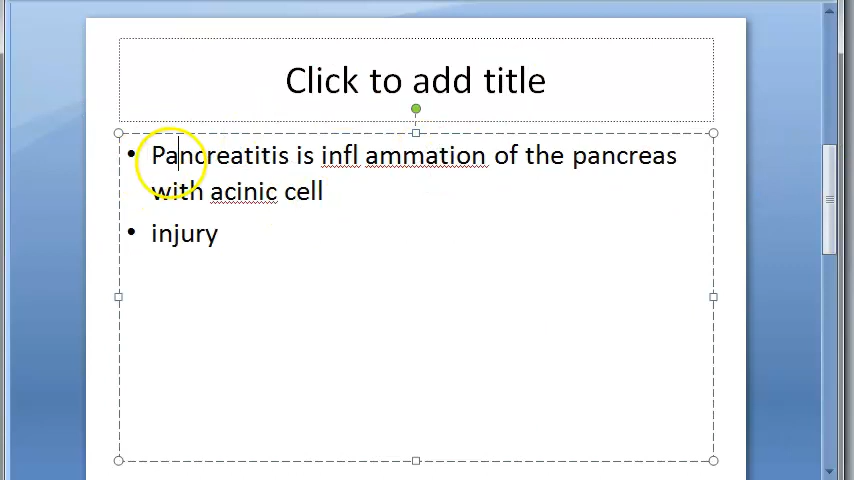 Click to add title
• Pancreatitis is infl ammation of the pancreas
with acinic cell
• injury